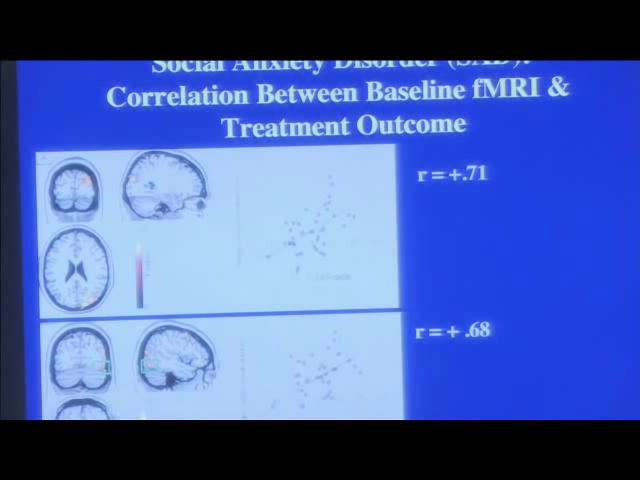 Social Anxiety Disorder (SAD):
Correlation Between Baseline fMRI &
Treatment Outcome
r = +.71
r = + .68